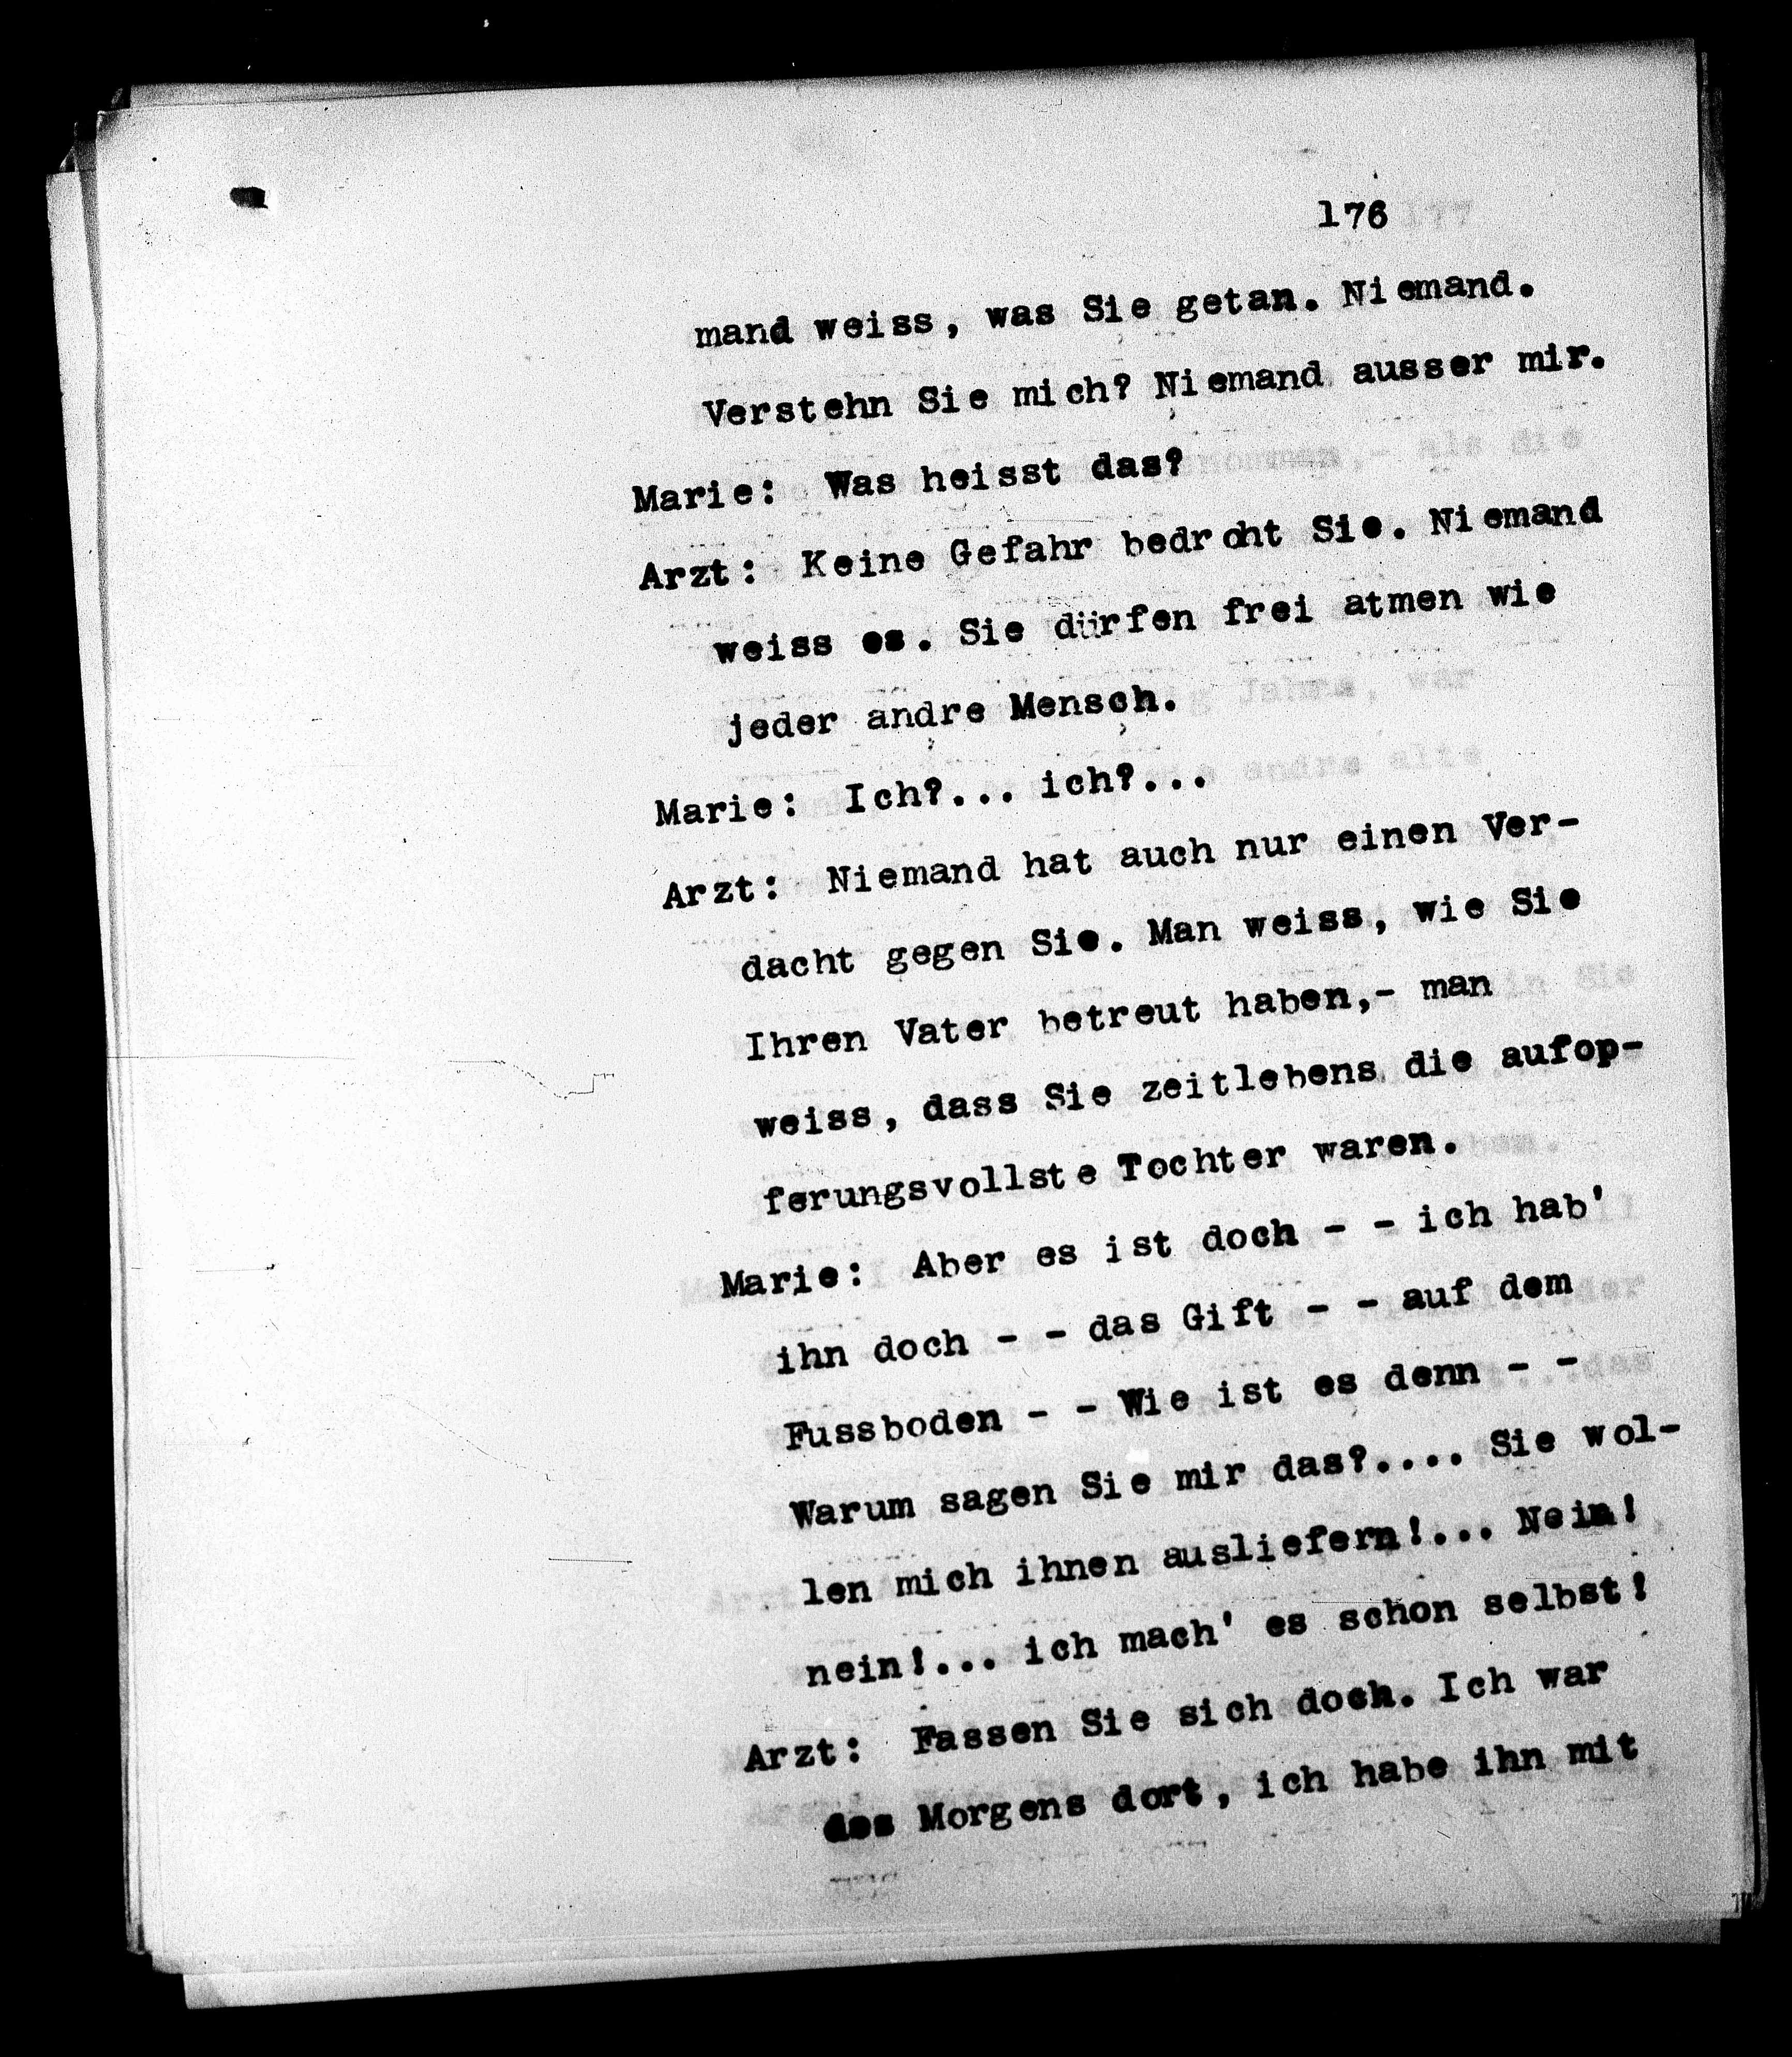 176
mand weiss, was Sie getan. Niemand.
Verstehn Sie mich? Niemand ausser mir.
Marie: Was heisst das?
Arzt: Keine Gefahr bedroht Sie. Niemand
weiss es. Sie dürfen frei atmen wie
jeder andre Mensch.
Marie: Ich?... ich?...
Arzt: Niemand hat auch nur einen Ver-
dacht gegen Sie. Man weiss, wie Sie
Ihren Vater betreut haben,- man
weiss, dass Sie zeitlebens die aufop-
ferungsvollste Tochter waren.
Marie: Aber es ist doch - - ich hab'
ihn doch - - das Gift - - auf dem
Fussboden - - Wie ist es denn - -
Warum sagen Sie mir das?.... Sie wol-
len mich ihnen ausliefern!... Nein!
nein!... ich mach' es schon selbst!
Arzt: Fassen Sie sich doch. Ich war
des Morgens dort, ich habe ihn mit